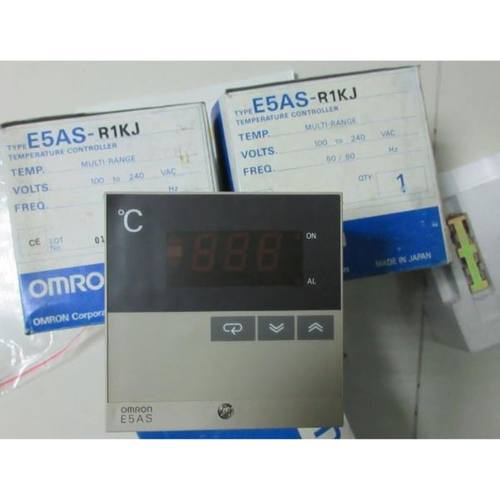 TYPE E5AS-R1KJ
TEMPERATURE CONTROLLER
TEMP. MULTI-RANGE
VOLTS. 100 to 240 VAC
FREQ. Hz
CE LOT No. 01
OMRON
OMRON Corpora
TYPE E5AS-R1KJ
TEMPERATURE CONTROLLER
TEMP. MULTI-RANGE
VOLTS. 100 to 240 VAC
FREQ. 50/60 Hz
QTY 1
MADE IN JAPAN
°C
ON
AL
OMRON
E5AS